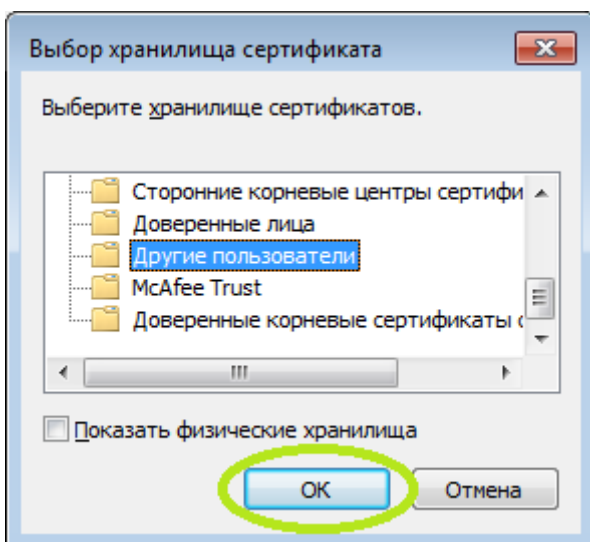 Выбор хранилища сертификата
Выберите хранилище сертификатов.
Сторонние корневые центры сертифи
Доверенные лица
Другие пользователи
McAfee Trust
Доверенные корневые сертификаты с
Показать физические хранилища
ОК
Отмена